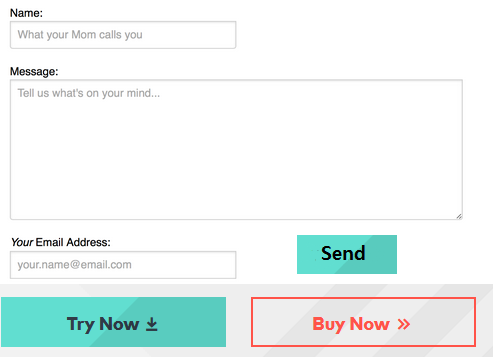 Name:
What your Mom calls you
Message:
Tell us what's on your mind...
Your Email Address:
your.name@email.com
Send
Try Now
Buy Now »